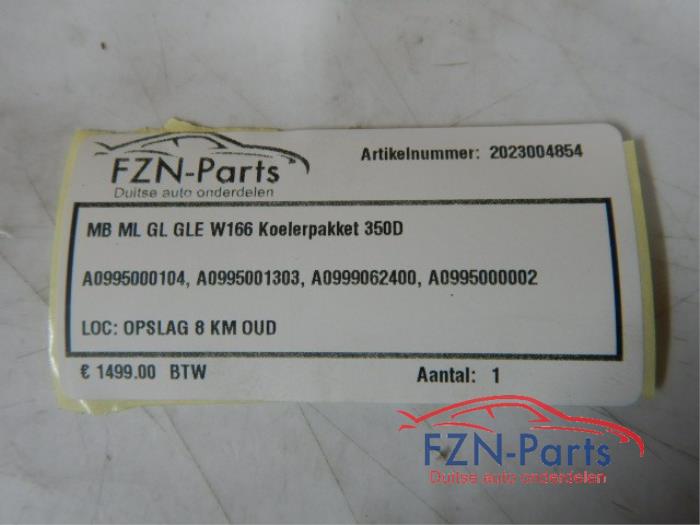 FZN-Parts
Duitse auto onderdelen
Artikelnummer: 2023004854
MB ML GL GLE W166 Koelerpakket 350D
A0995000104, A0995001303, A0999062400, A0995000002
LOC: OPSLAG 8 KM OUD
€ 1499.00 BTW
Aantal: 1
FZN-Parts
Duitse auto onderdelen